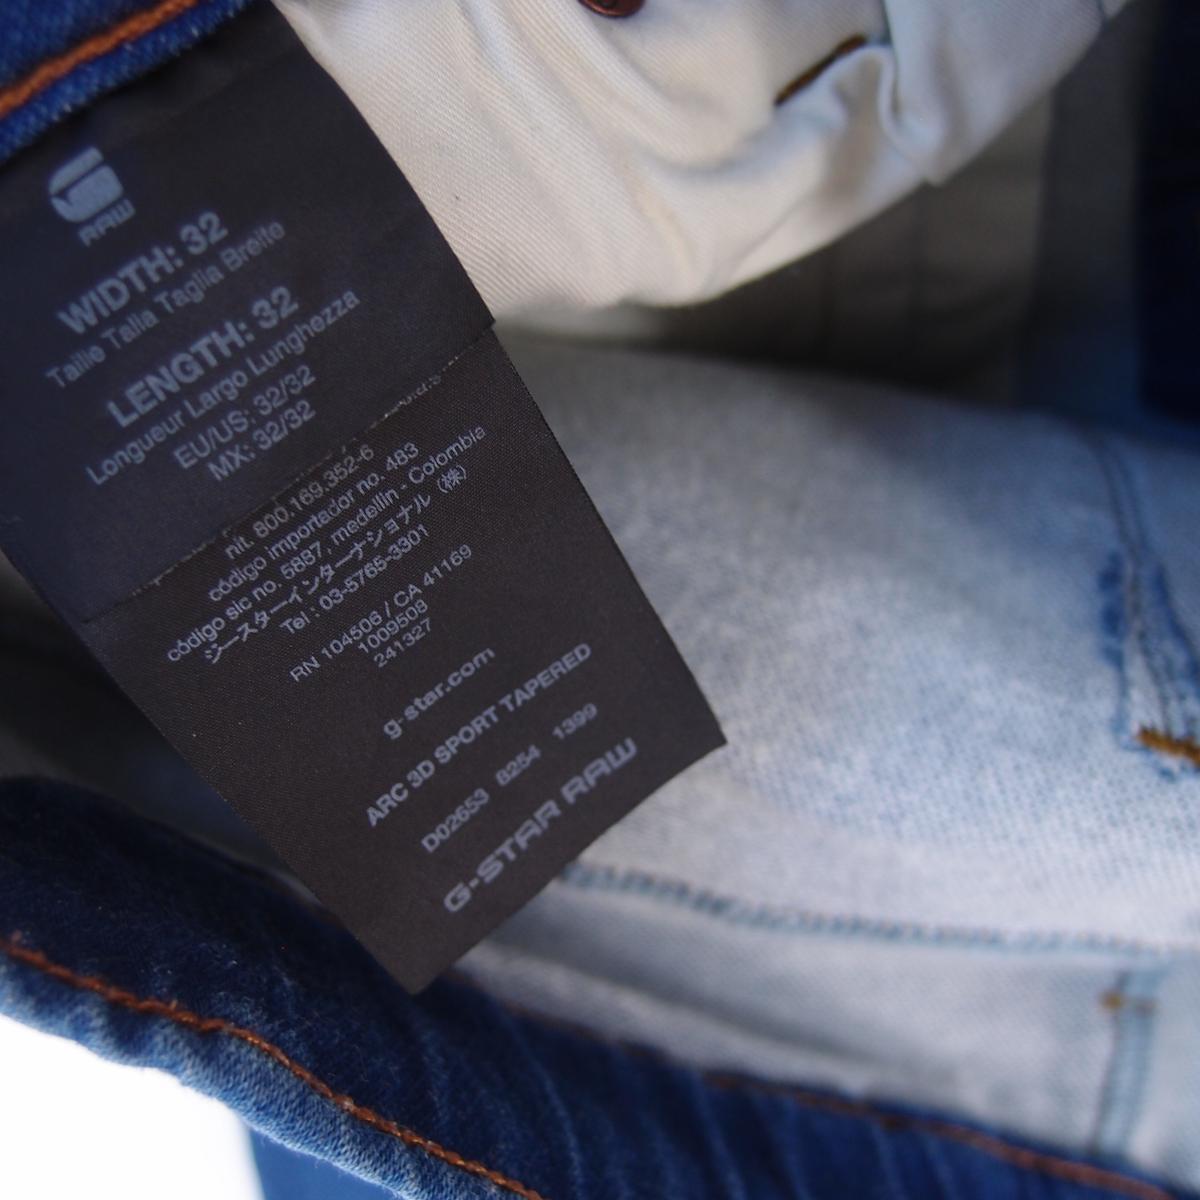 RAW
WIDTH: 32
Taille Talla Taglia Breite
LENGTH: 32
Longueur Largo Lunghezza
EU/US: 32/32
MX: 32/32
nit. 800.169.352-6
código importador no. 483
código sic no. 5887, medellin - Colombia
ジースターインターナショナル（株）
Tel : 03-5765-3301
RN 104506 / CA 41169
1009508
241327
g-star.com
ARC 3D SPORT TAPERED
D02653 8254 1399
G-STAR RAW